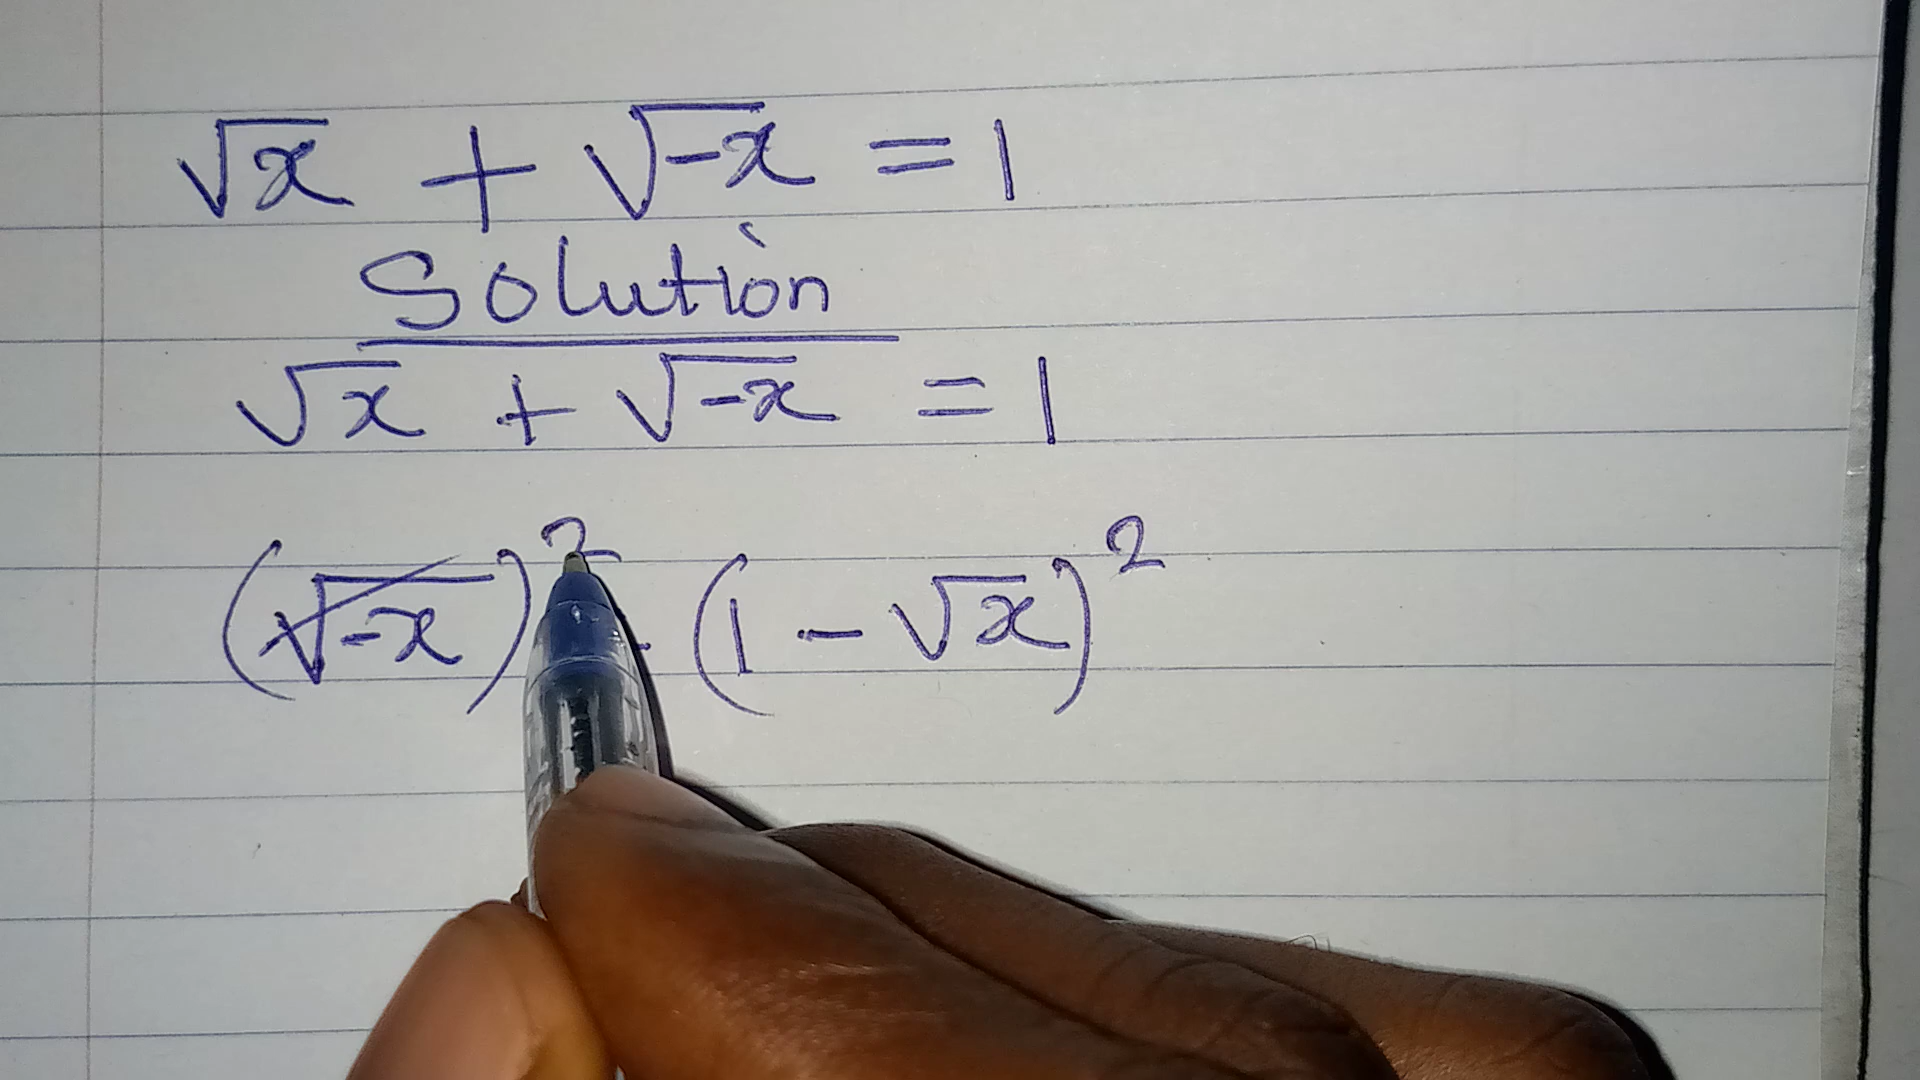 √x + √-x = 1
Solution
√x + √-x = 1
(√-x)² = (1 - √x)²